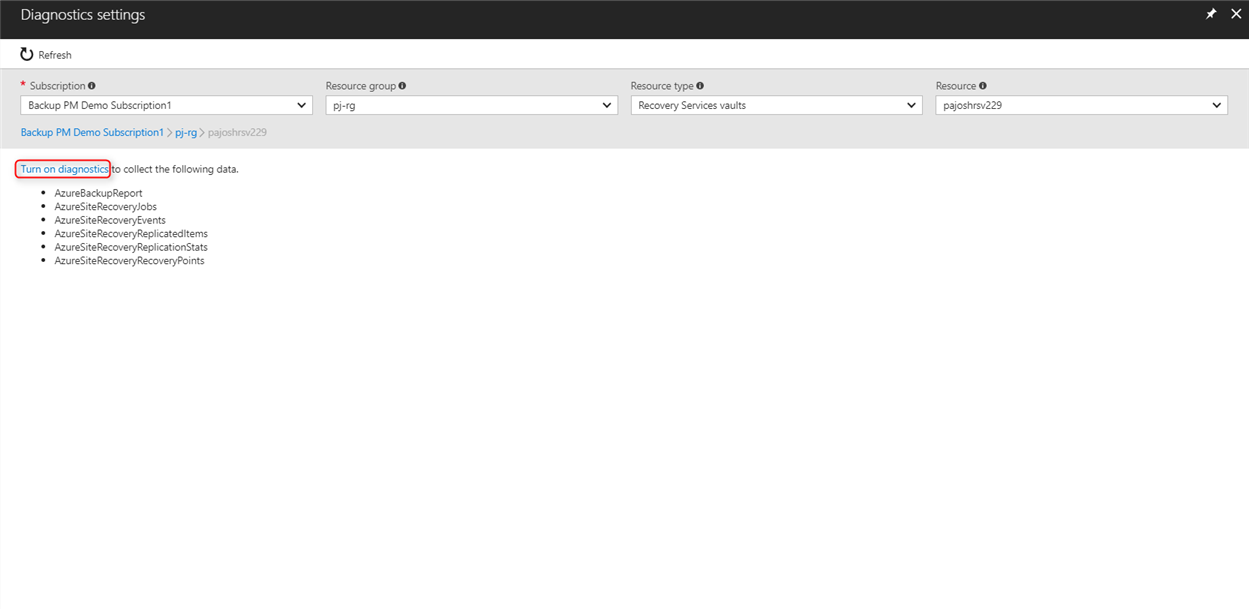 Diagnostics settings
Refresh
* Subscription Resource group Resource type Resource
Backup PM Demo Subscription1 pj-rg Recovery Services vaults pajoshrsv229
Backup PM Demo Subscription1 > pj-rg > pajoshrsv229
Turn on diagnostics to collect the following data.
• AzureBackupReport
• AzureSiteRecoveryJobs
• AzureSiteRecoveryEvents
• AzureSiteRecoveryReplicatedItems
• AzureSiteRecoveryReplicationStats
• AzureSiteRecoveryRecoveryPoints